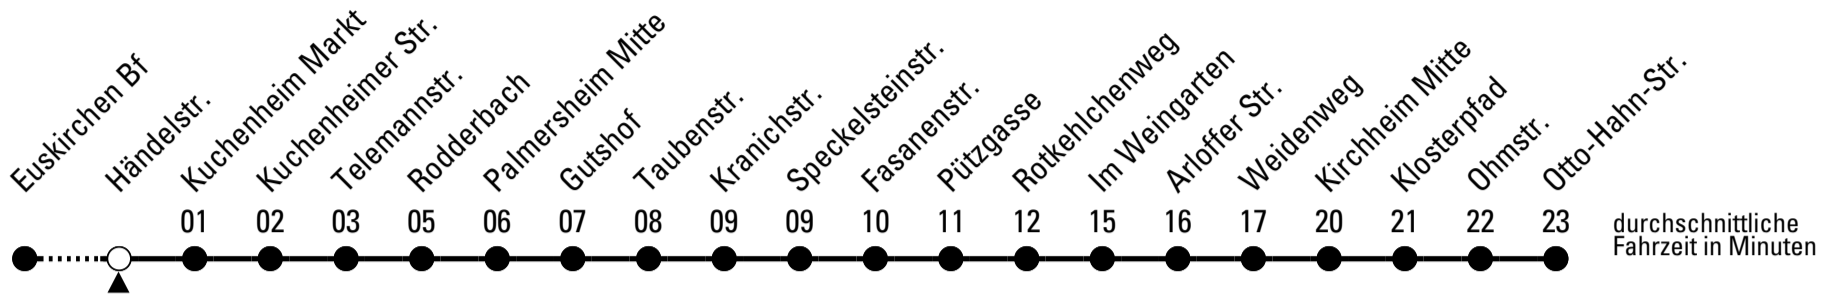 Euskirchen Bf
Händelstr.
Kuchenheim Markt
Kuchenheimer Str.
Telemannstr.
Rodderbach
Palmersheim Mitte
Gutshof
Taubenstr.
Kranichstr.
Speckelsteinstr.
Fasanenstr.
Pützgasse
Rotkehlchenweg
Im Weingarten
Arloffer Str.
Weidenweg
Kirchheim Mitte
Klosterpfad
Ohmstr.
Otto-Hahn-Str.
01 02 03 05 06 07 08 09 09 10 11 12 15 16 17 20 21 22 23
durchschnittliche
Fahrzeit in Minuten